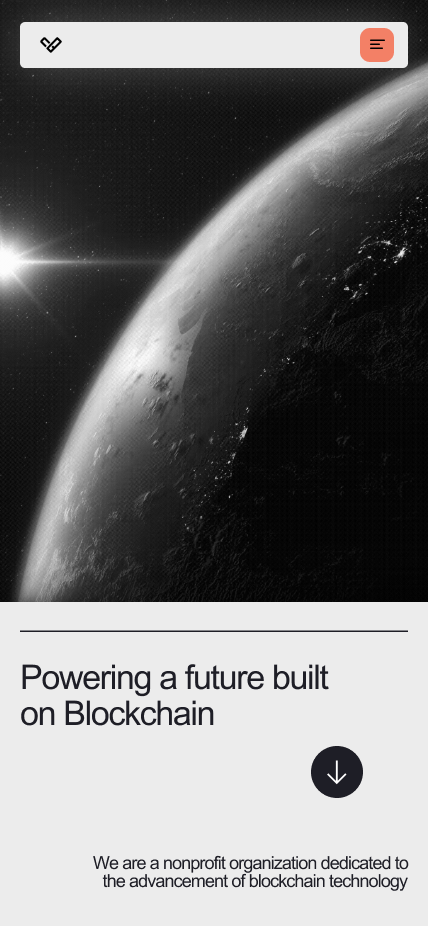 Powering a future built
on Blockchain
We are a nonprofit organization dedicated to
the advancement of blockchain technology